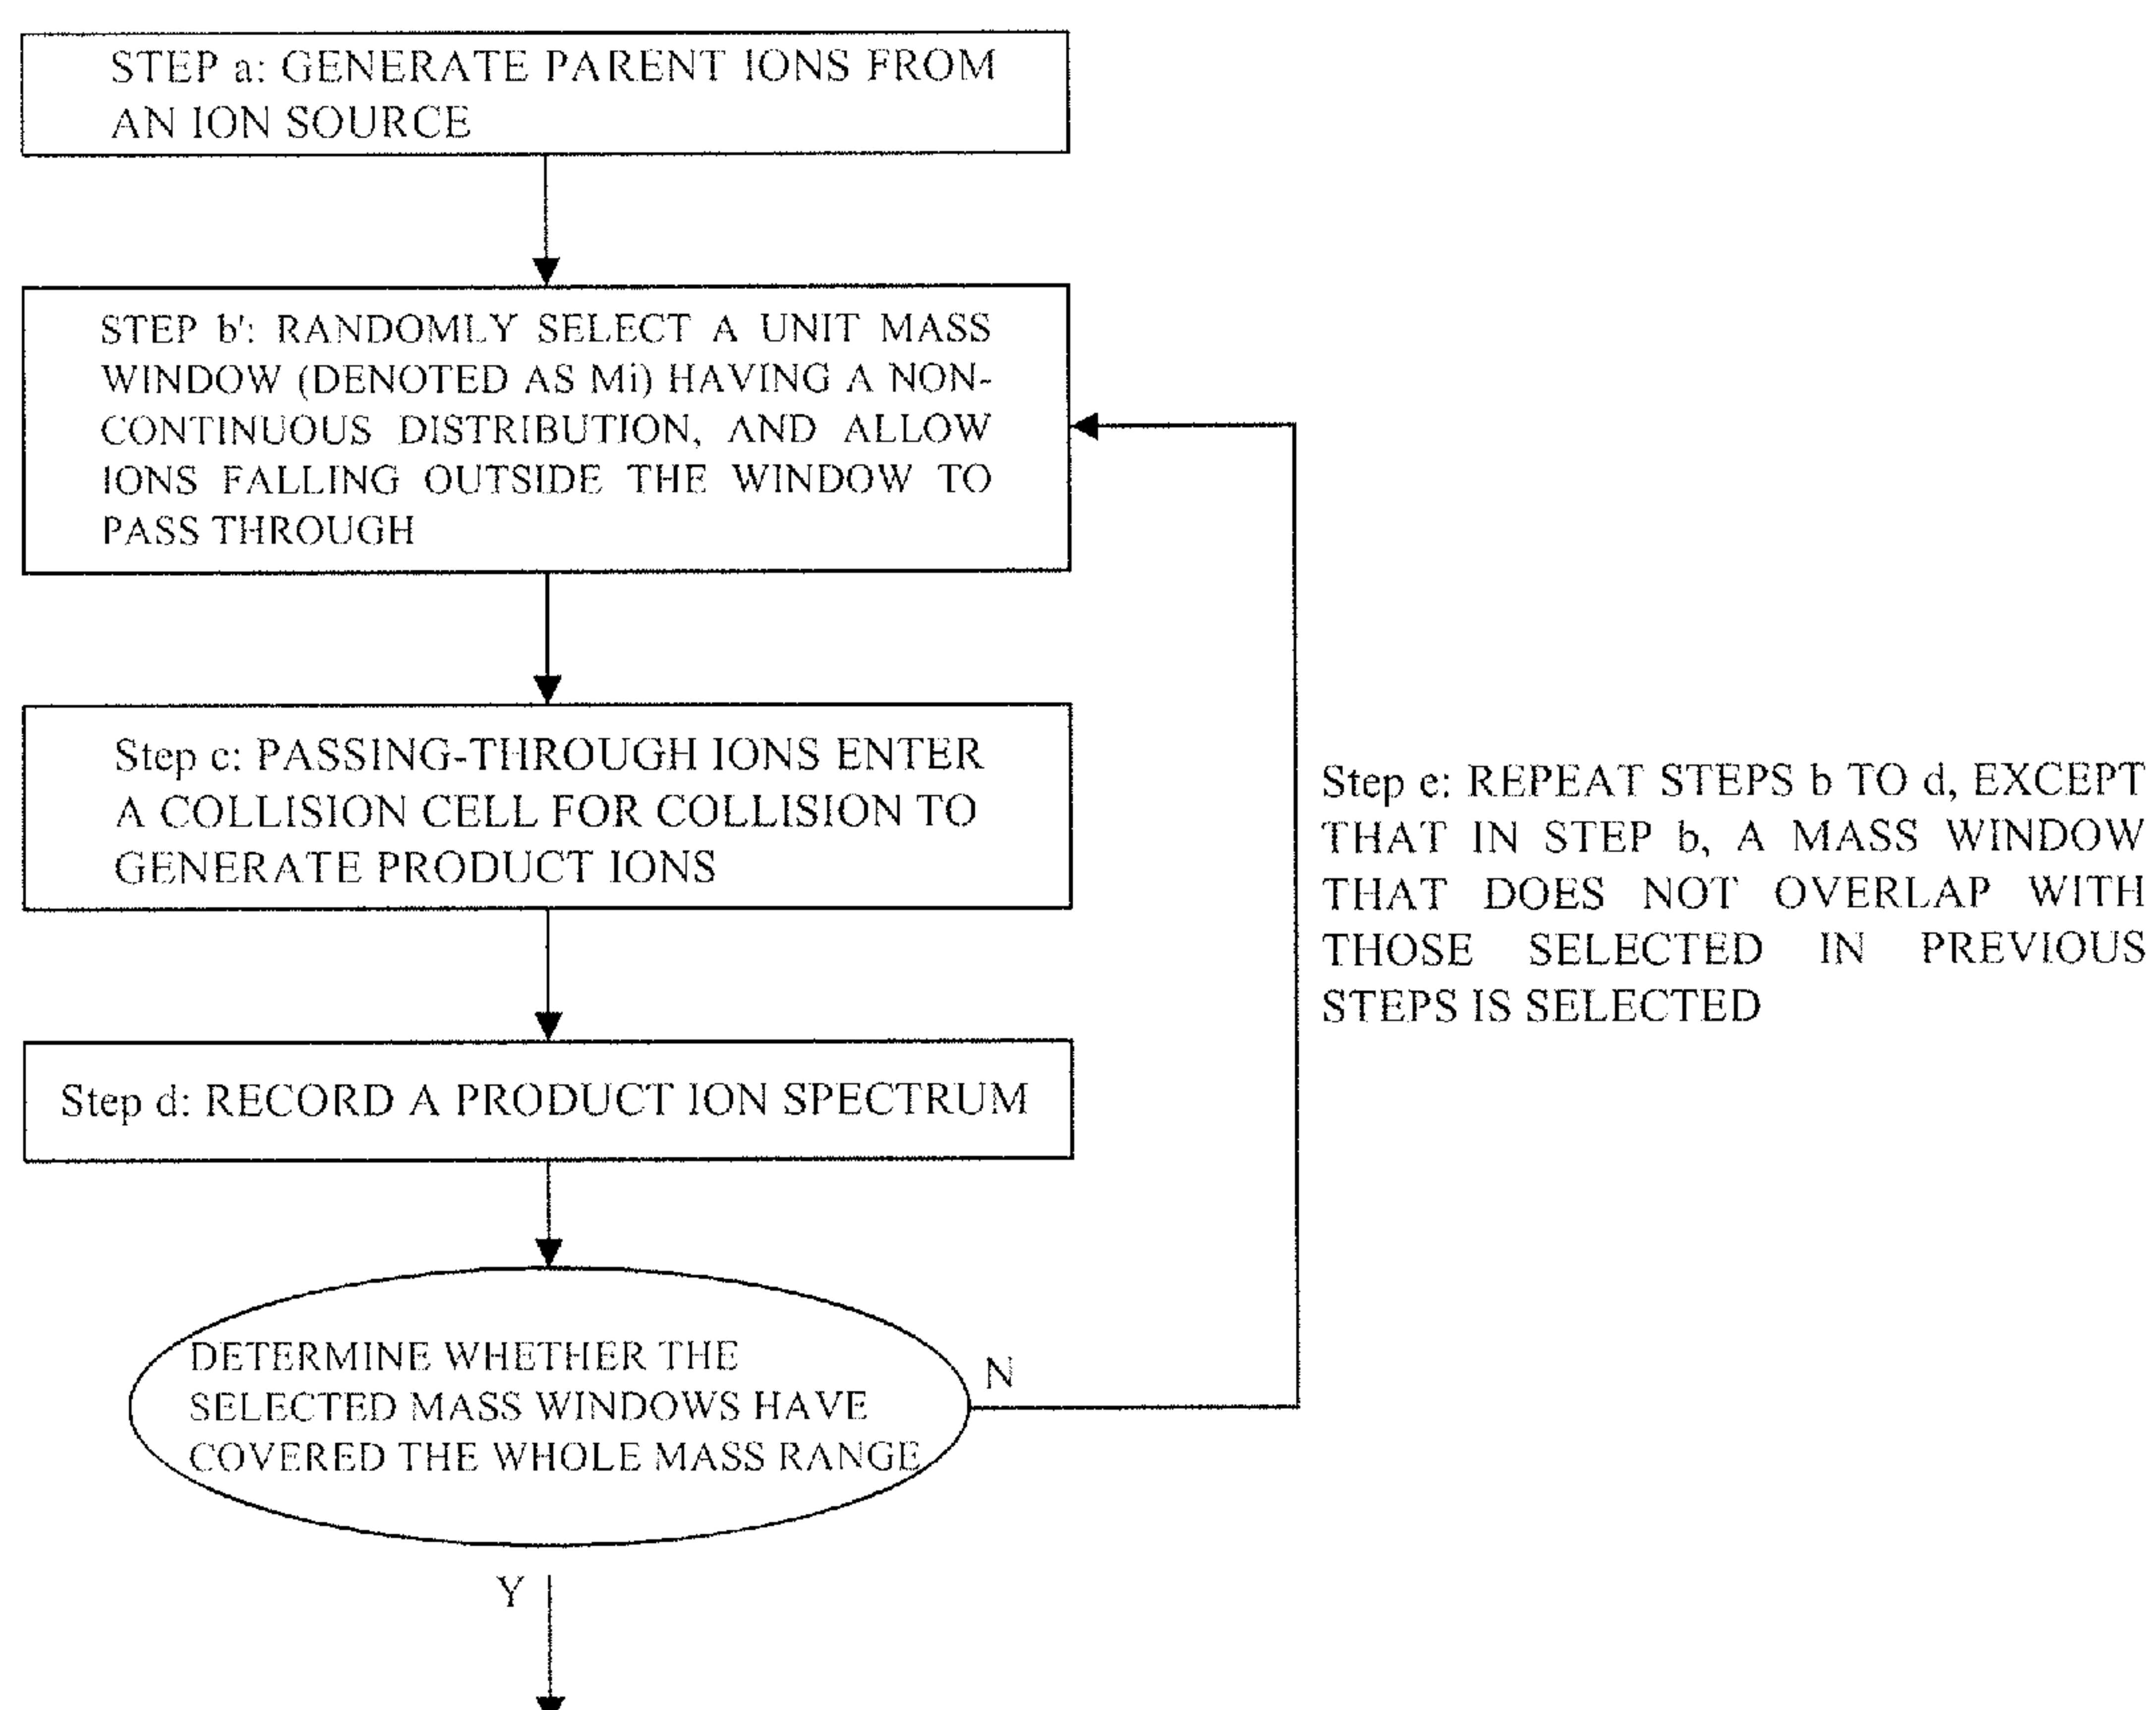 STEP a: GENERATE PARENT IONS FROM
AN ION SOURCE
STEP b': RANDOMLY SELECT A UNIT MASS
WINDOW (DENOTED AS Mi) HAVING A NON-
CONTINUOUS DISTRIBUTION, AND ALLOW
IONS FALLING OUTSIDE THE WINDOW TO
PASS THROUGH
Step c: PASSING-THROUGH IONS ENTER
A COLLISION CELL FOR COLLISION TO
GENERATE PRODUCT IONS
Step d: RECORD A PRODUCT ION SPECTRUM
DETERMINE WHETHER THE
SELECTED MASS WINDOWS HAVE
COVERED THE WHOLE MASS RANGE
N
Y
Step e: REPEAT STEPS b TO d, EXCEPT
THAT IN STEP b, A MASS WINDOW
THAT DOES NOT OVERLAP WITH
THOSE SELECTED IN PREVIOUS
STEPS IS SELECTED